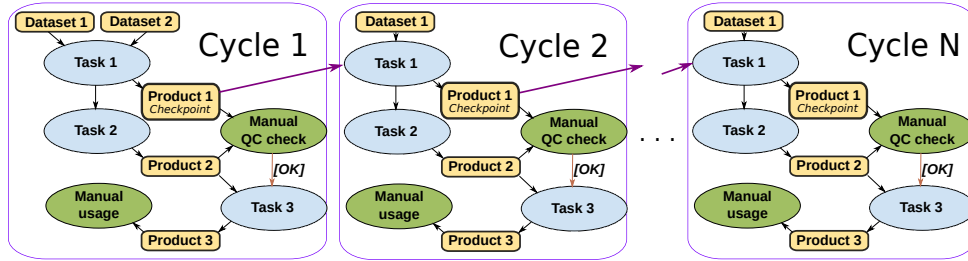 Dataset 1
Dataset 2
Cycle 1
Task 1
Product 1
Checkpoint
Task 2
Manual
QC check
Product 2
[OK]
Manual
usage
Task 3
Product 3
Dataset 1
Cycle 2
Task 1
Product 1
Checkpoint
Task 2
Manual
QC check
Product 2
[OK]
Manual
usage
Task 3
Product 3
. . .
Dataset 1
Cycle N
Task 1
Product 1
Checkpoint
Task 2
Manual
QC check
Product 2
[OK]
Manual
usage
Task 3
Product 3